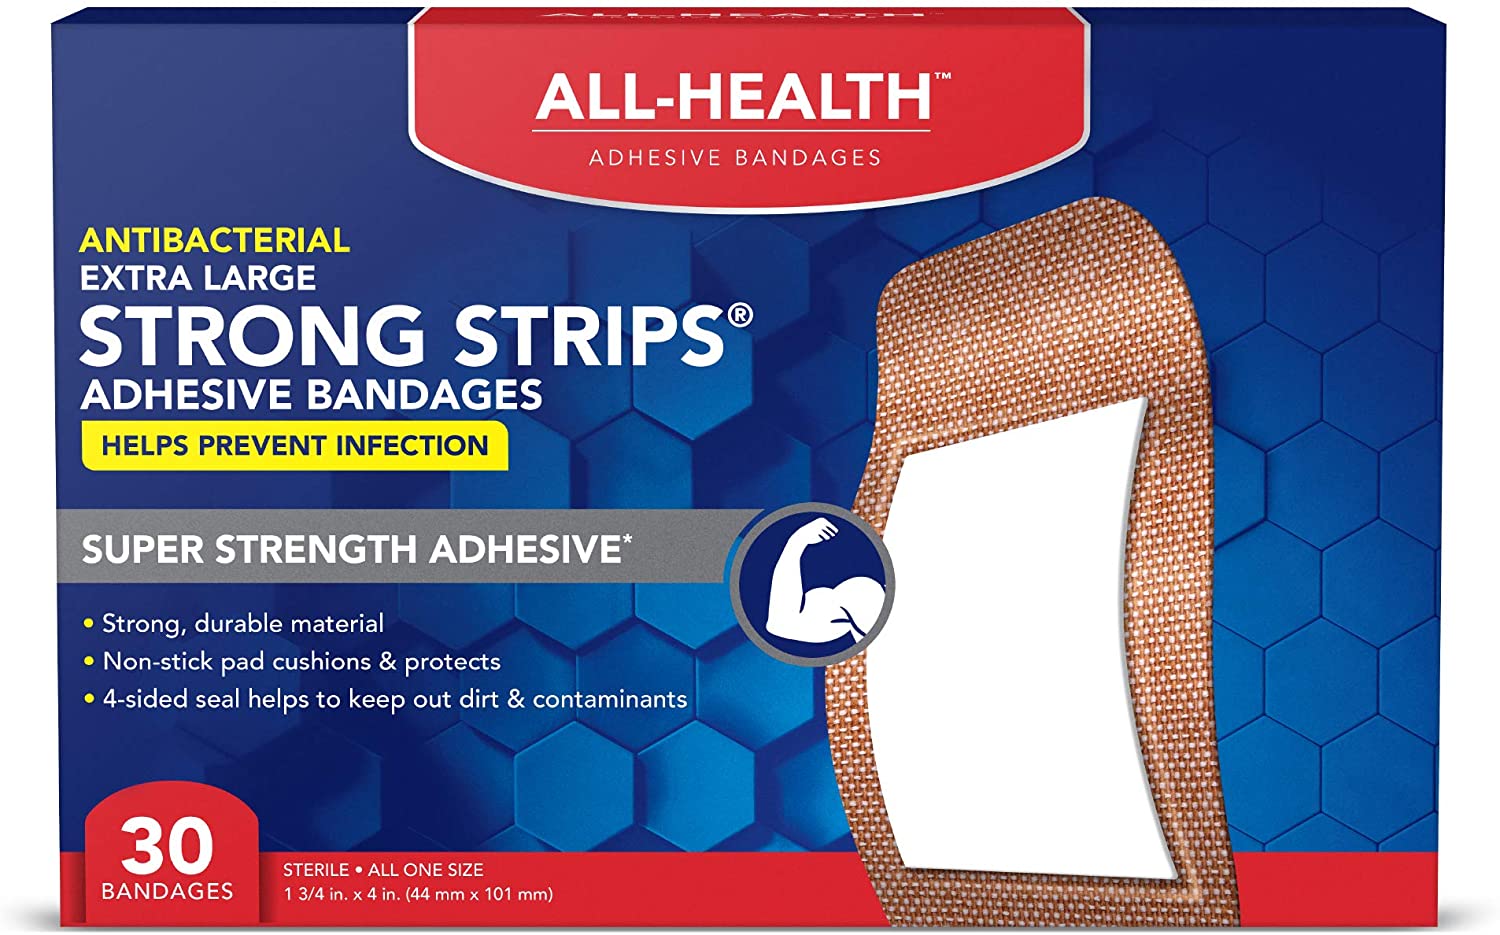 ALL-HEALTH™
ADHESIVE BANDAGES
ANTIBACTERIAL
EXTRA LARGE
STRONG STRIPS®
ADHESIVE BANDAGES
HELPS PREVENT INFECTION
SUPER STRENGTH ADHESIVE*
• Strong, durable material
• Non-stick pad cushions & protects
• 4-sided seal helps to keep out dirt & contaminants
30
BANDAGES
STERILE • ALL ONE SIZE
1 3/4 in. x 4 in. (44 mm x 101 mm)